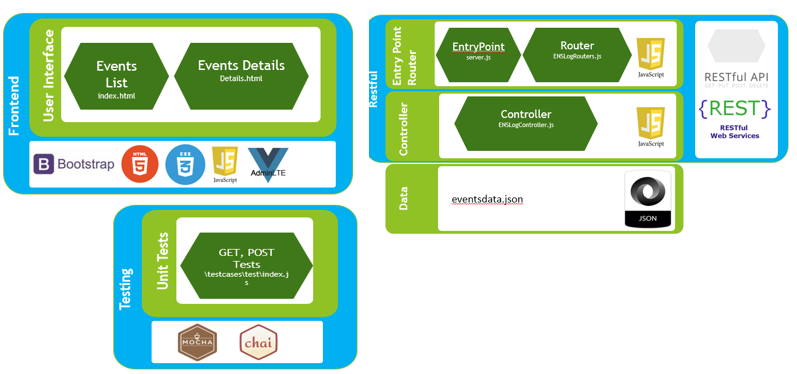 Frontend
User Interface
Events
List
index.html
Events Details
Details.html
B
Bootstrap
HTML
5
CSS
3
JS
JavaScript
AdminLTE
Restful
Entry Point
Router
EntryPoint
server.js
Router
ENSLogRouters.js
JS
JavaScript
Controller
Controller
ENSLogController.js
JS
JavaScript
Data
eventsdata.json
JSON
RESTful API
GET PUT POST DELETE
{REST}
RESTful
Web Services
Testing
Unit Tests
GET, POST
Tests
\testcases\test\index.j
s
MOCHA
chai